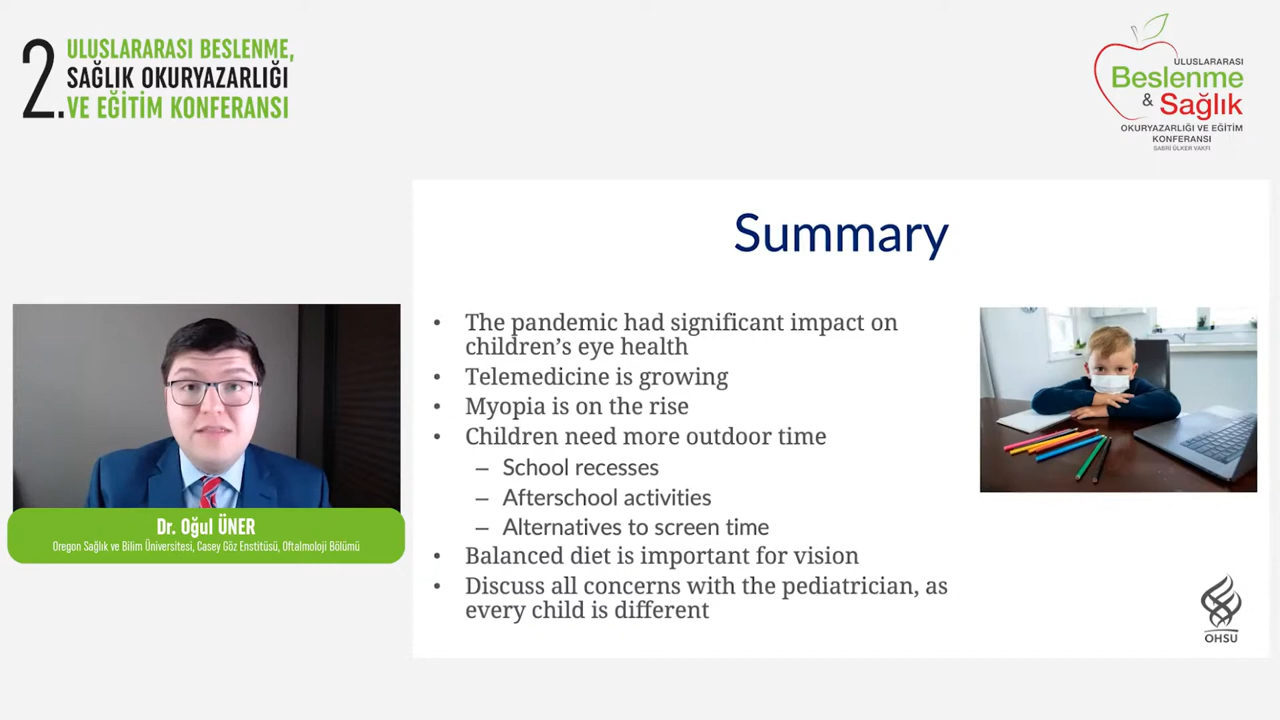 2. ULUSLARARASI BESLENME,
SAĞLIK OKURYAZARLIĞI
VE EĞİTİM KONFERANSI
ULUSLARARASI
Beslenme
& Sağlık
OKURYAZARLIĞI VE EĞİTİM
KONFERANSI
SABRİ ÜLKER VAKFI
Summary
• The pandemic had significant impact on
children's eye health
• Telemedicine is growing
• Myopia is on the rise
• Children need more outdoor time
– School recesses
– Afterschool activities
– Alternatives to screen time
• Balanced diet is important for vision
• Discuss all concerns with the pediatrician, as
every child is different
OHSU
Dr. Oğul ÜNER
Oregon Sağlık ve Bilim Üniversitesi, Casey Göz Enstitüsü, Oftalmoloji Bölümü